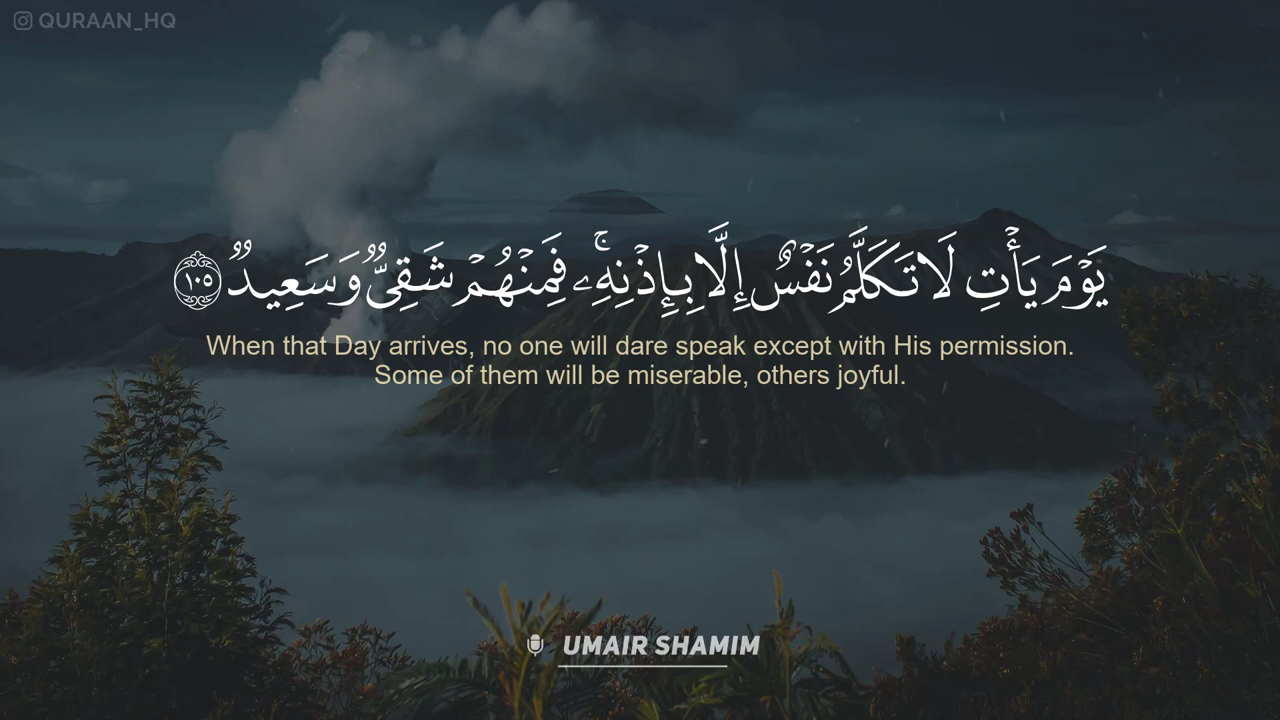 QURAAN_HQ
يَوْمَ يَأْتِ لَا تَكَلَّمُ نَفْسٌ إِلَّا بِإِذْنِهِۦۚ فَمِنْهُمْ شَقِىٌّ وَسَعِيدٌ ١٠٥
When that Day arrives, no one will dare speak except with His permission.
Some of them will be miserable, others joyful.
UMAIR SHAMIM